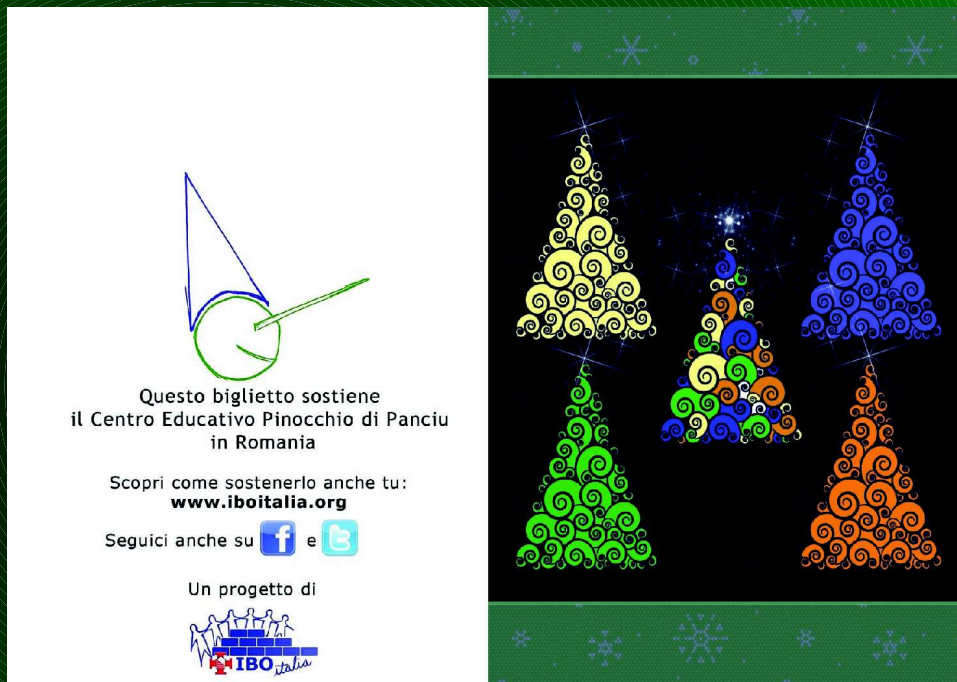 Questo biglietto sostiene
il Centro Educativo Pinocchio di Panciu
in Romania
Scopri come sostenerlo anche tu:
www.iboitalia.org
Seguici anche su f e t
Un progetto di
IBO italia